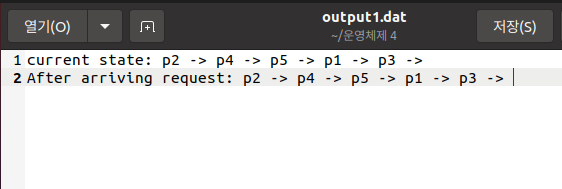 열기(O)
output1.dat
~/운영체제 4
저장(S)
1 current state: p2 -> p4 -> p5 -> p1 -> p3 ->
2 After arriving request: p2 -> p4 -> p5 -> p1 -> p3 ->